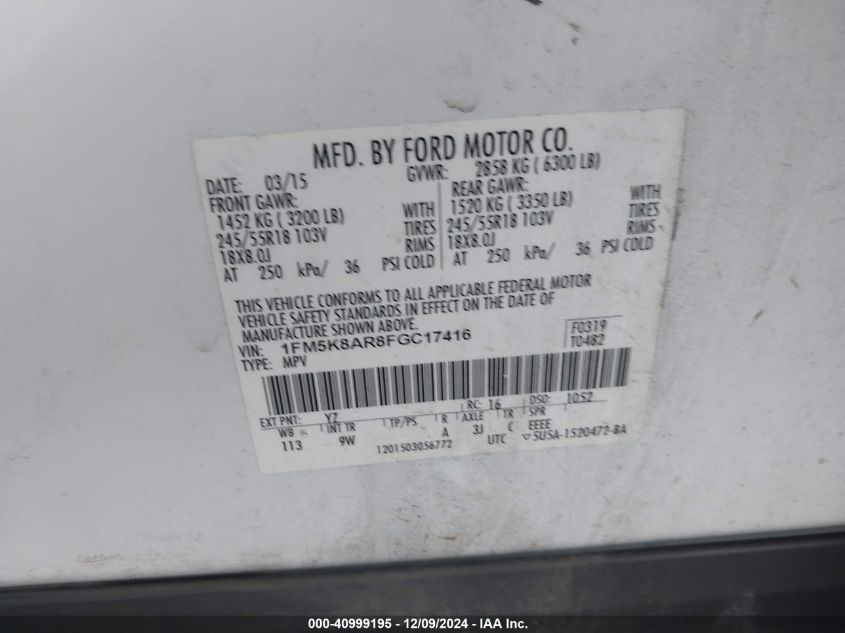 MFD. BY FORD MOTOR CO.
DATE: 03/15 GVWR: 2858 KG ( 6300 LB)
FRONT GAWR: REAR GAWR:
1452 KG ( 3200 LB) WITH 1520 KG ( 3350 LB) WITH
245/55R18 103V TIRES 245/55R18 103V TIRES
18X8.0J RIMS 18X8.0J RIMS
AT 250 kPa/ 36 PSI COLD AT 250 kPa/ 36 PSI COLD
THIS VEHICLE CONFORMS TO ALL APPLICABLE FEDERAL MOTOR
VEHICLE SAFETY STANDARDS IN EFFECT ON THE DATE OF
MANUFACTURE SHOWN ABOVE.
VIN: 1FM5K8AR8FGC17416 F0319
TYPE: MPV T0482
EXT PNT: YZ RC: 16 DSO: 1052
WB INT TR TP/PS R AXLE TR SPR
113 9W A 3J C EEEE
1201503056772 UTC 5U5A-1520472-BA
000-40999195 - 12/09/2024 - IAA Inc.